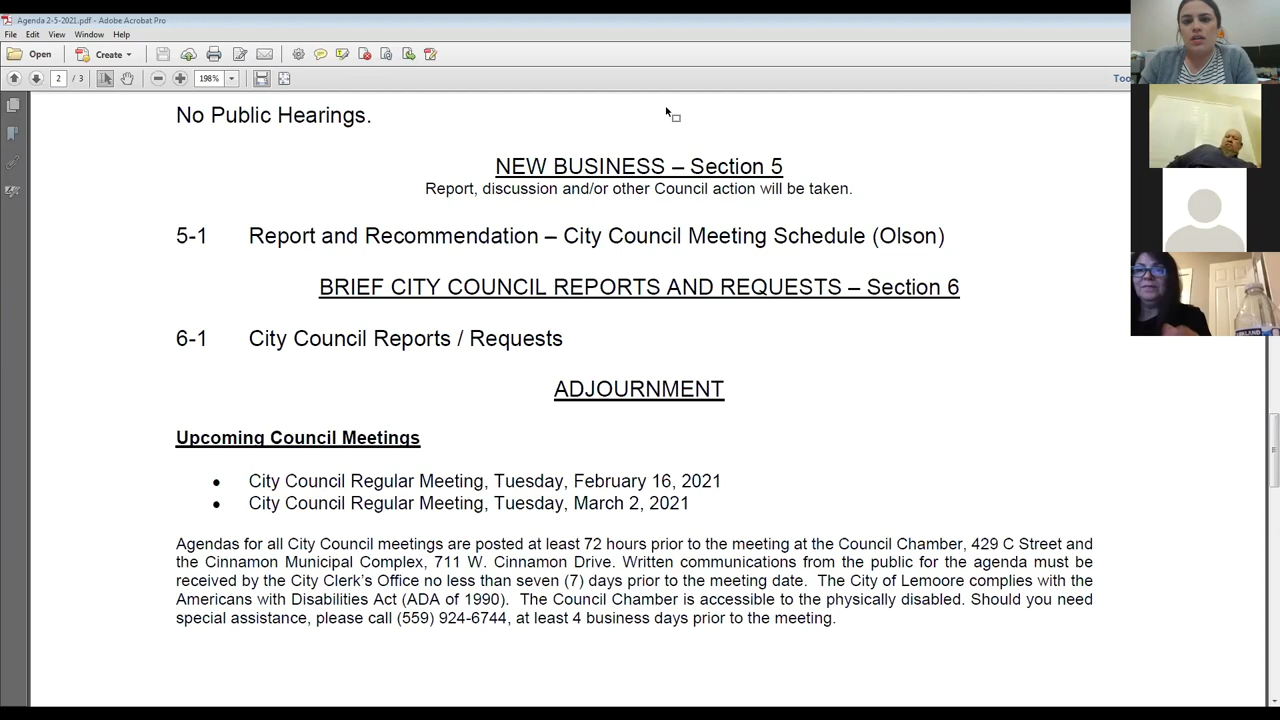 Agenda 2-5-2021.pdf - Adobe Acrobat Pro
File Edit View Window Help
Open Create
2 / 3 198% Too
No Public Hearings.
NEW BUSINESS – Section 5
Report, discussion and/or other Council action will be taken.
5-1 Report and Recommendation – City Council Meeting Schedule (Olson)
BRIEF CITY COUNCIL REPORTS AND REQUESTS – Section 6
6-1 City Council Reports / Requests
ADJOURNMENT
Upcoming Council Meetings
• City Council Regular Meeting, Tuesday, February 16, 2021
• City Council Regular Meeting, Tuesday, March 2, 2021
Agendas for all City Council meetings are posted at least 72 hours prior to the meeting at the Council Chamber, 429 C Street and
the Cinnamon Municipal Complex, 711 W. Cinnamon Drive. Written communications from the public for the agenda must be
received by the City Clerk's Office no less than seven (7) days prior to the meeting date. The City of Lemoore complies with the
Americans with Disabilities Act (ADA of 1990). The Council Chamber is accessible to the physically disabled. Should you need
special assistance, please call (559) 924-6744, at least 4 business days prior to the meeting.